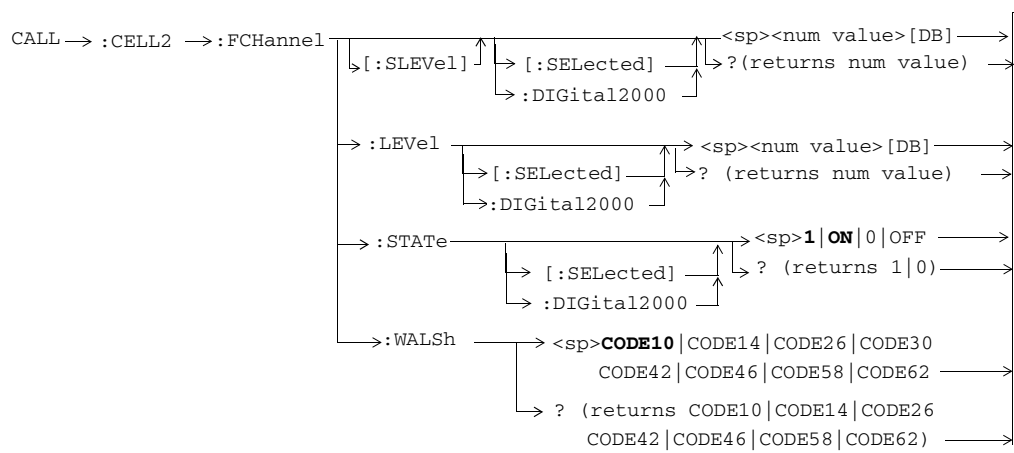 CALL :CELL2 :FCHannel <sp><num value>[DB]
[:SLEVel] [:SELected] ?(returns num value)
:DIGital2000
:LEVel <sp><num value>[DB]
[:SELected] ? (returns num value)
:DIGital2000
:STATe <sp>1|ON|0|OFF
[:SELected] ? (returns 1|0)
:DIGital2000
:WALSh <sp>CODE10|CODE14|CODE26|CODE30
CODE42|CODE46|CODE58|CODE62
? (returns CODE10|CODE14|CODE26
CODE42|CODE46|CODE58|CODE62)